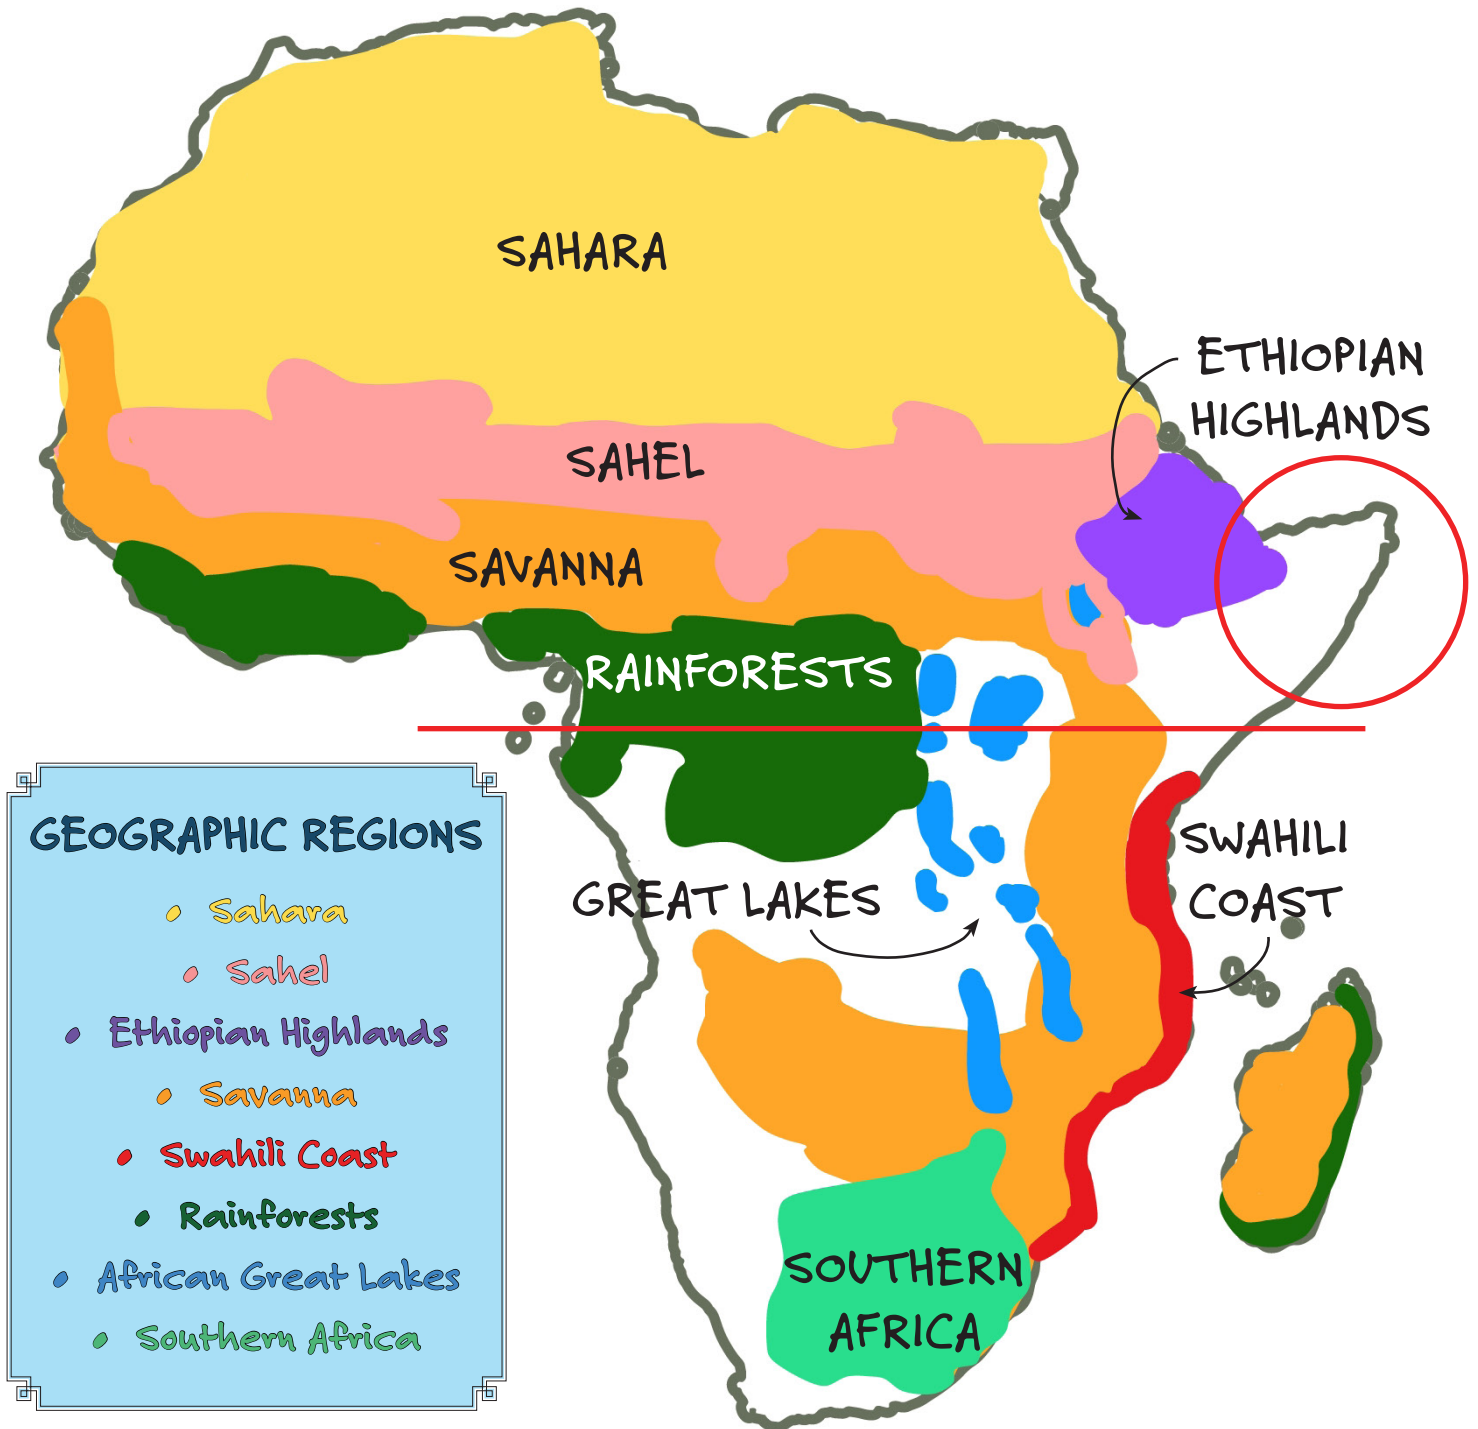 SAHARA
ETHIOPIAN
HIGHLANDS
SAHEL
SAVANNA
RAINFORESTS
SWAHILI
COAST
GREAT LAKES
SOUTHERN
AFRICA
GEOGRAPHIC REGIONS
• Sahara
• Sahel
• Ethiopian Highlands
• Savanna
• Swahili Coast
• Rainforests
• African Great Lakes
• Southern Africa